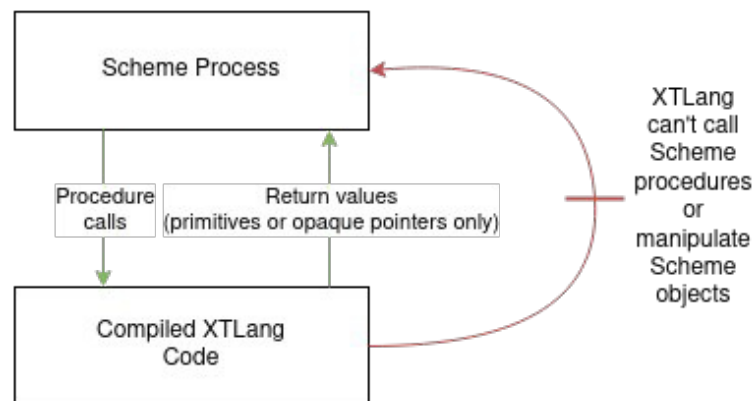 Scheme Process
Procedure
calls
Return values
(primitives or opaque pointers only)
XTLang
can't call
Scheme
procedures
or
manipulate
Scheme
objects
Compiled XTLang
Code